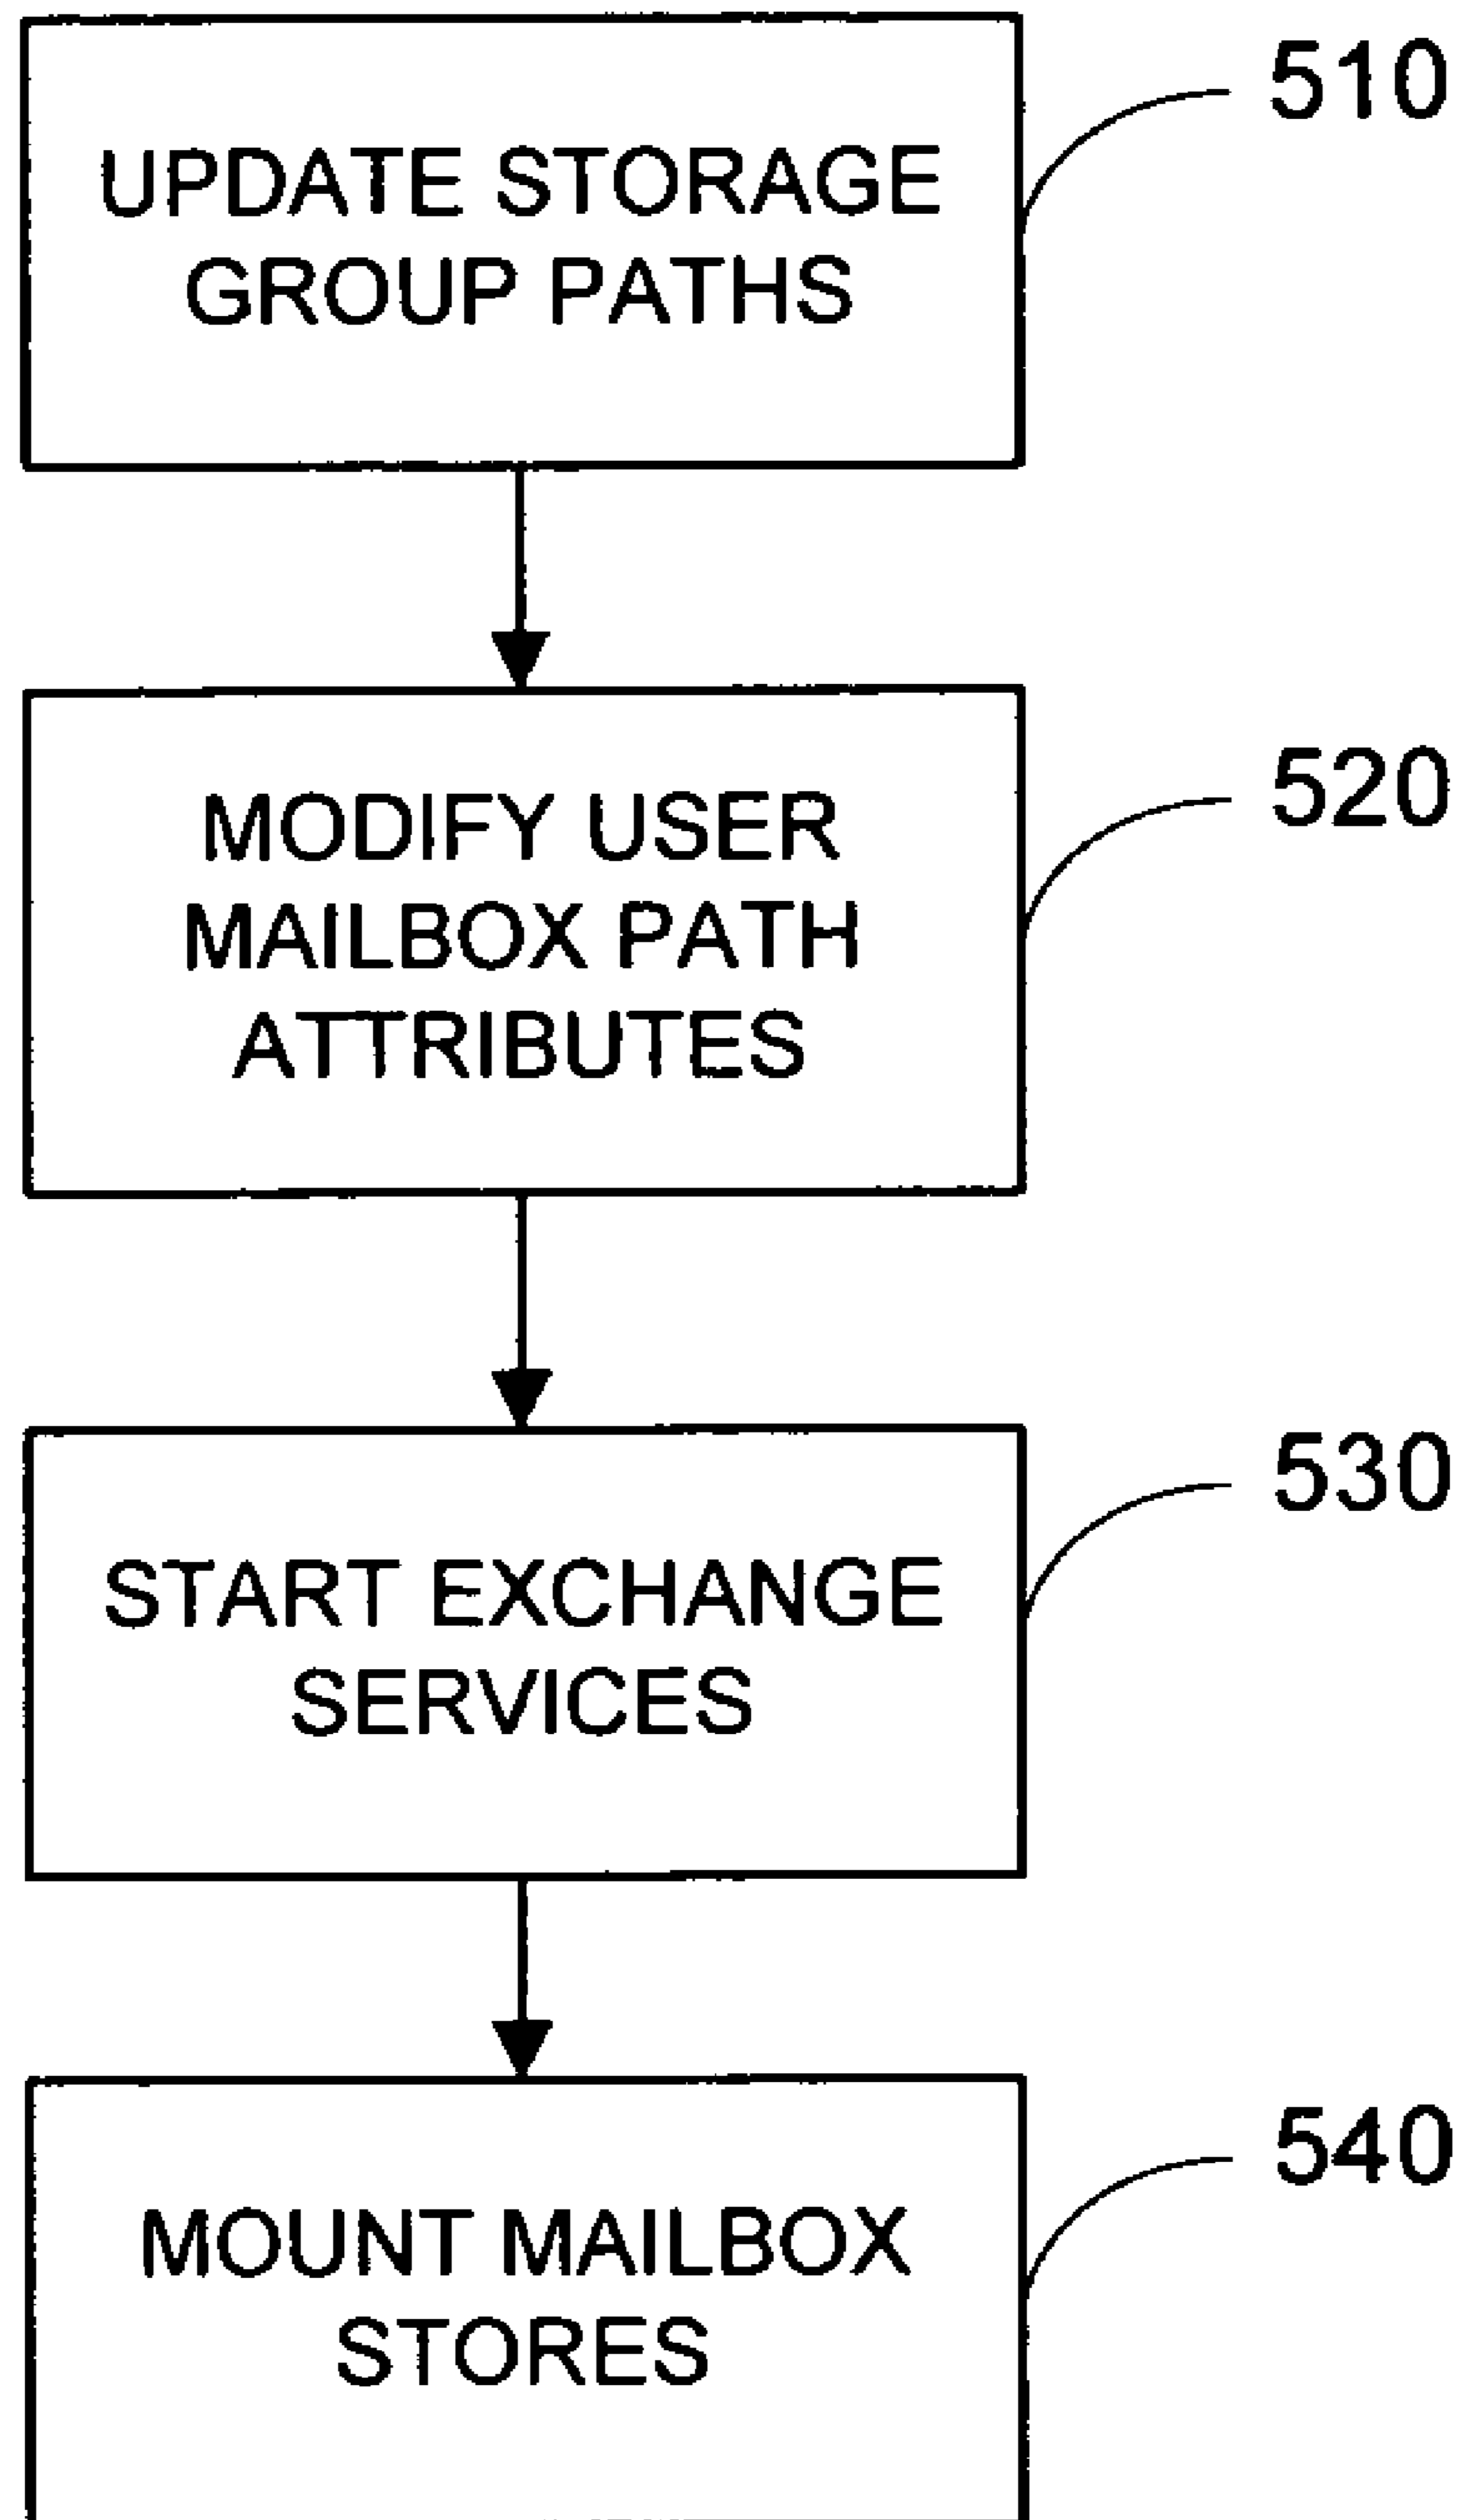 510
UPDATE STORAGE
GROUP PATHS
520
MODIFY USER
MAILBOX PATH
ATTRIBUTES
530
START EXCHANGE
SERVICES
540
MOUNT MAILBOX
STORES